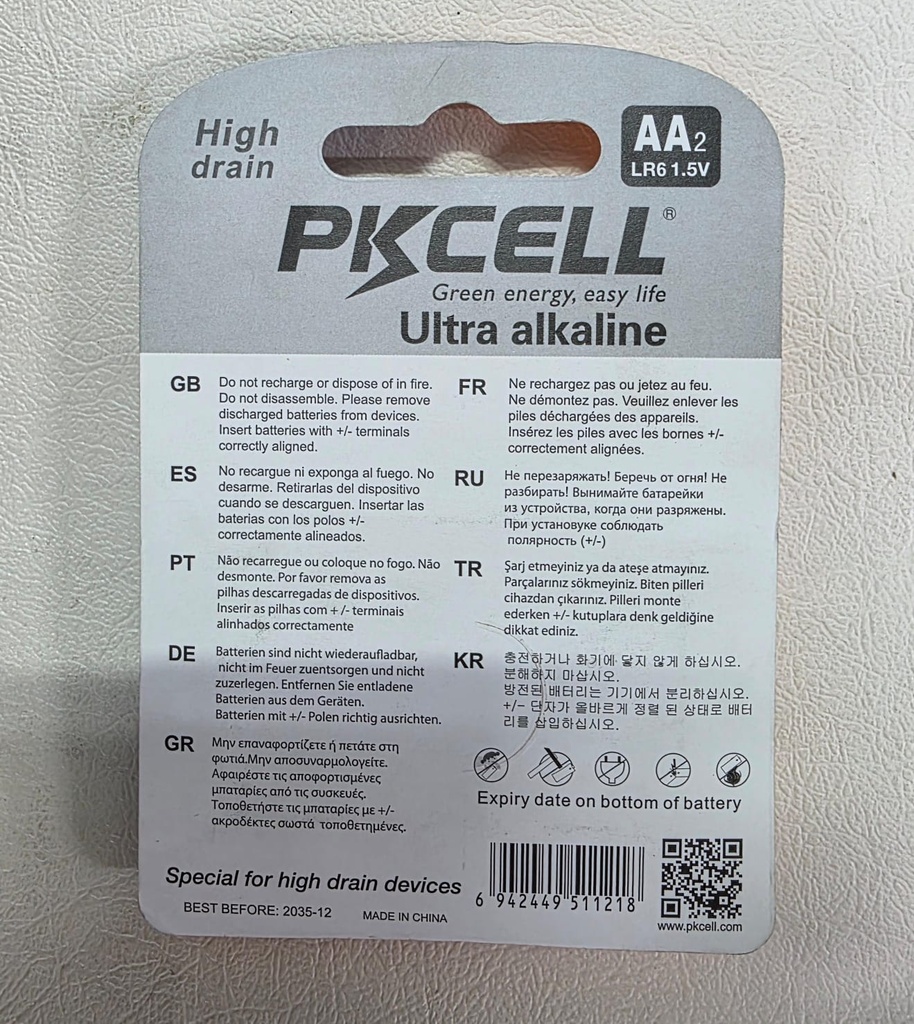 High
drain
AA2
LR6 1.5V
PKCELL®
Green energy, easy life
Ultra alkaline
GB
Do not recharge or dispose of in fire.
Do not disassemble. Please remove
discharged batteries from devices.
Insert batteries with +/- terminals
correctly aligned.
FR
Ne rechargez pas ou jetez au feu.
Ne démontez pas. Veuillez enlever les
piles déchargées des appareils.
Insérez les piles avec les bornes +/-
correctement alignées.
ES
No recargue ni exponga al fuego. No
desarme. Retirarlas del dispositivo
cuando se descarguen. Insertar las
baterias con los polos +/-
correctamente alineados.
RU
Не перезаряжать! Беречь от огня! Не
разбирать! Вынимайте батарейки
из устройства, когда они разряжены.
При установуке соблюдать
полярность (+/-)
PT
Não recarregue ou coloque no fogo. Não
desmonte. Por favor remova as
pilhas descarregadas de dispositivos.
Inserir as pilhas com + /- terminais
alinhados correctamente
TR
Şarj etmeyiniz ya da ateşe atmayınız.
Parçalarınız sökmeyiniz. Biten pilleri
cihazdan çıkarınız. Pilleri monte
ederken +/- kutuplara denk geldiğine
dikkat ediniz.
DE
Batterien sind nicht wiederaufladbar,
nicht im Feuer zuentsorgen und nicht
zuzerlegen. Entfernen Sie entladene
Batterien aus dem Geräten.
Batterien mit +/- Polen richtig ausrichten.
KR
충전하거나 화기에 닿지 않게 하십시오.
분해하지 마십시오.
방전된 배터리는 기기에서 분리하십시오.
+/- 단자가 올바르게 정렬 된 상태로 배터
리를 삽입하십시오.
GR
Μην επαναφορτίζετε ή πετάτε στη
φωτιά.Μην αποσυναρμολογείτε.
Αφαιρέστε τις αποφορτισμένες
μπαταρίες από τις συσκευές.
Τοποθετήστε τις μπαταρίες με +/-
ακροδέκτες σωστά τοποθετημένες.
Expiry date on bottom of battery
Special for high drain devices
BEST BEFORE: 2035-12
MADE IN CHINA
6 942449 511218
www.pkcell.com